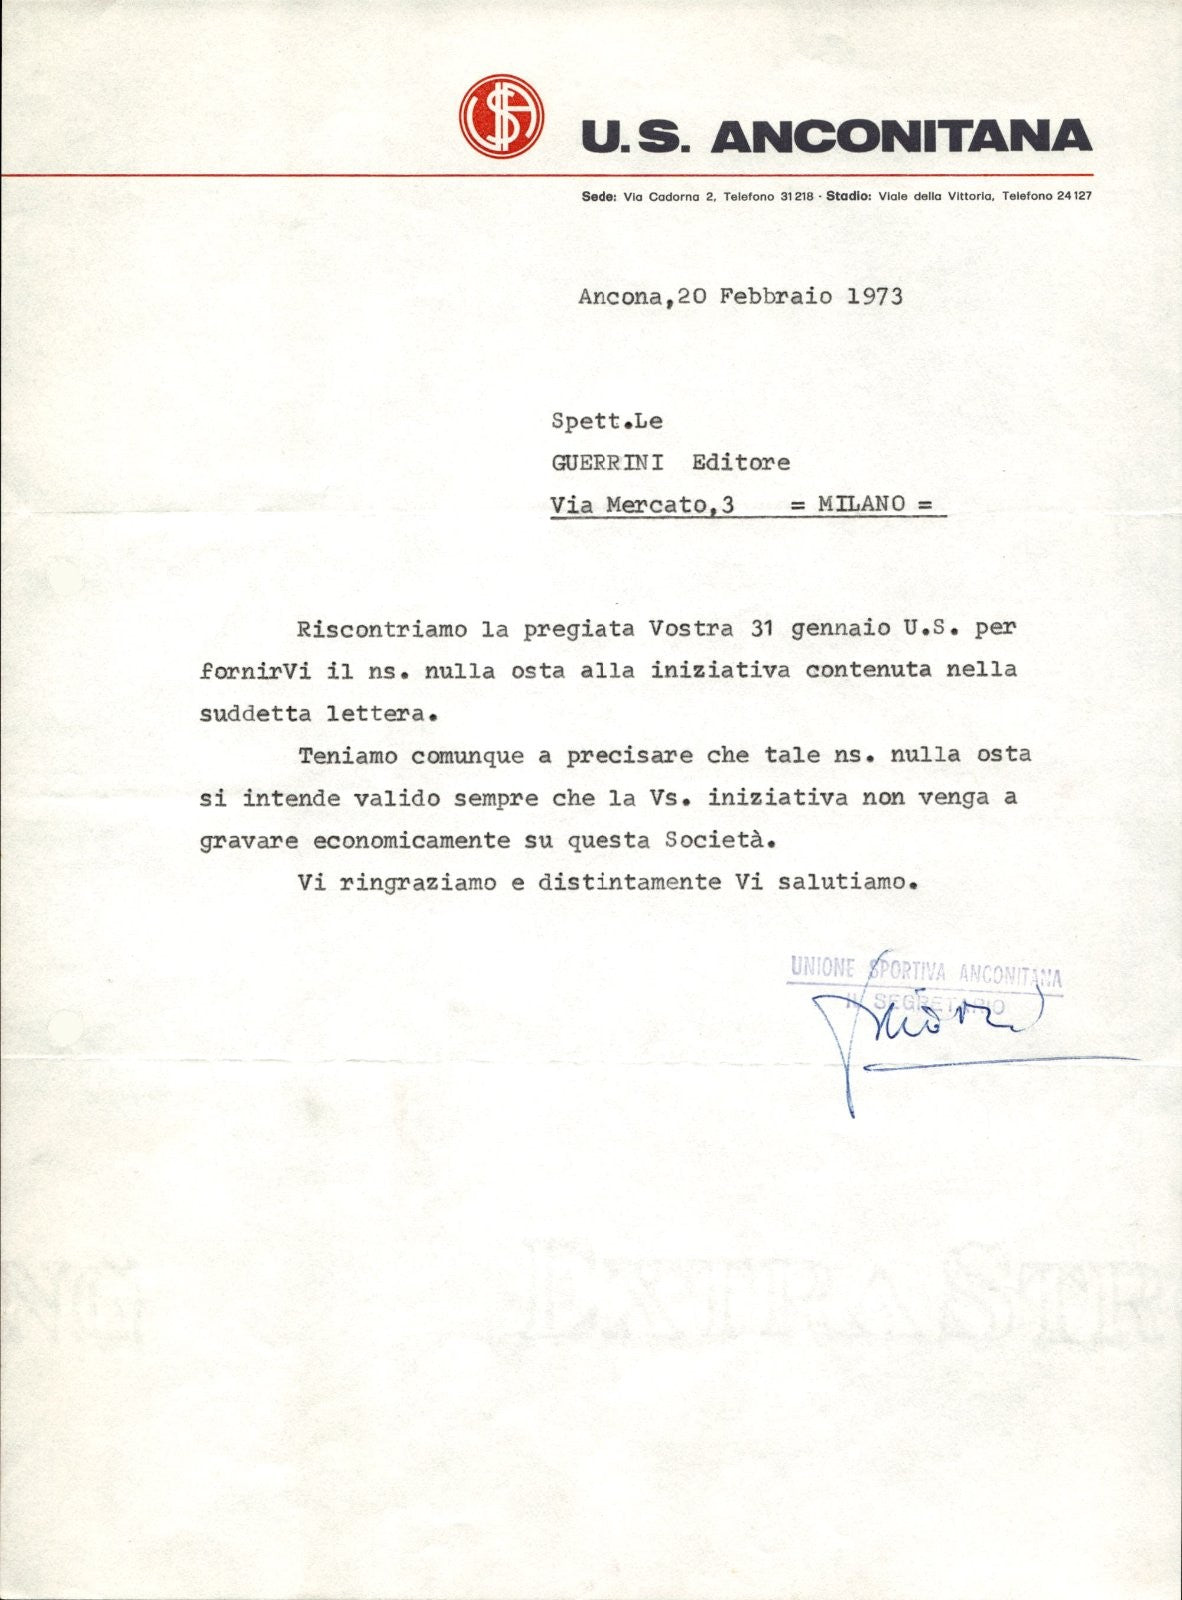 U.S. ANCONITANA
Sede: Via Cadorna 2, Telefono 31218 · Stadio: Viale della Vittoria, Telefono 24127
Ancona,20 Febbraio 1973
Spett.Le
GUERRINI Editore
Via Mercato,3 = MILANO =
Riscontriamo la pregiata Vostra 31 gennaio U.S. per
fornirVi il ns. nulla osta alla iniziativa contenuta nella
suddetta lettera.
Teniamo comunque a precisare che tale ns. nulla osta
si intende valido sempre che la Vs. iniziativa non venga a
gravare economicamente su questa Società.
Vi ringraziamo e distintamente Vi salutiamo.
UNIONE SPORTIVA ANCONITANA
IL SEGRETARIO